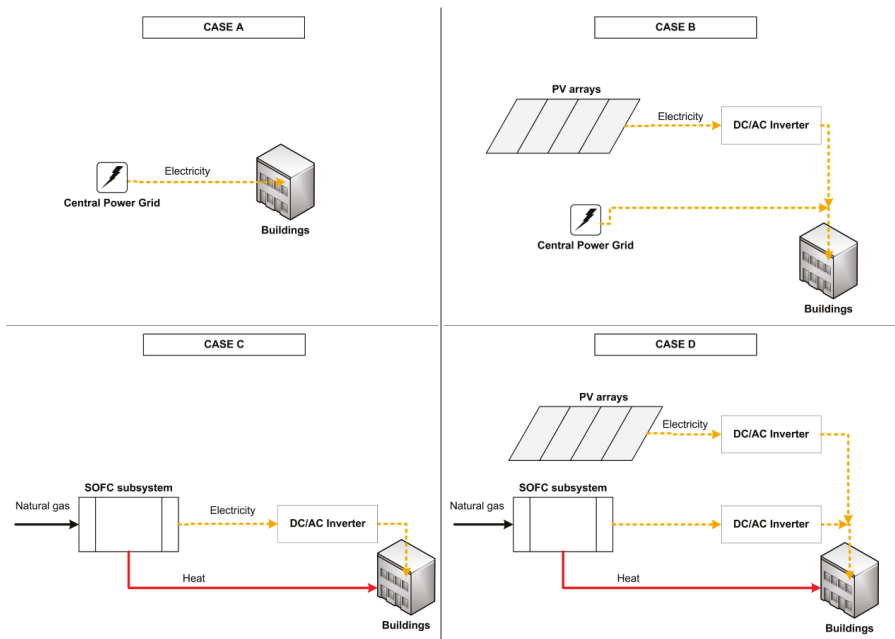 CASE A
Electricity
Central Power Grid
Buildings
CASE B
PV arrays
Electricity
DC/AC Inverter
Central Power Grid
Buildings
CASE C
SOFC subsystem
Natural gas
Electricity
DC/AC Inverter
Heat
Buildings
CASE D
PV arrays
Electricity
DC/AC Inverter
SOFC subsystem
Natural gas
DC/AC Inverter
Heat
Buildings